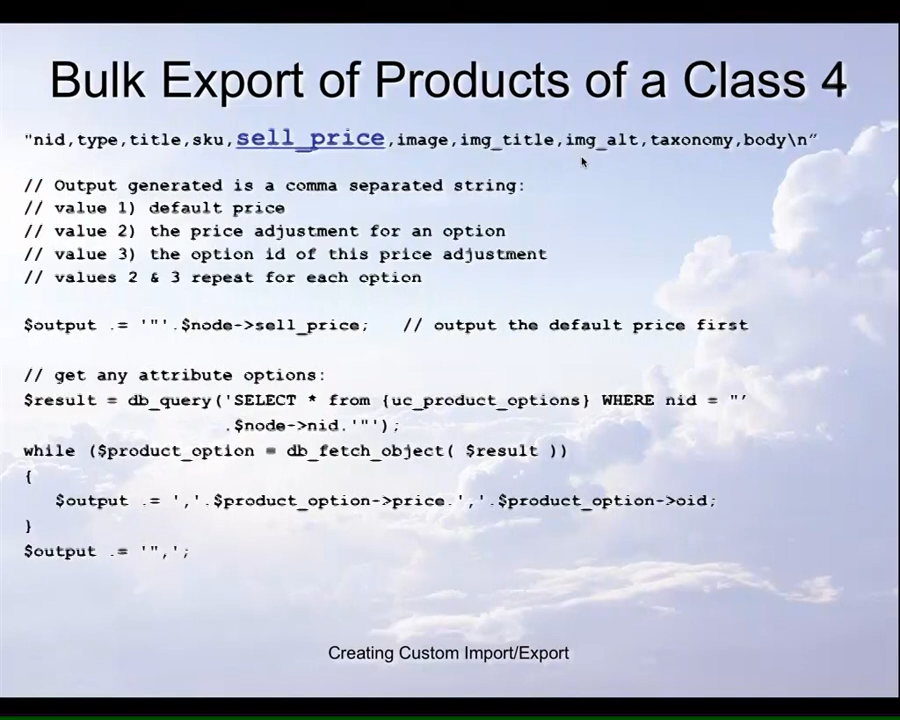 Bulk Export of Products of a Class 4
"nid,type,title,sku,sell_price,image,img_title,img_alt,taxonomy,body\n”
// Output generated is a comma separated string:
// value 1) default price
// value 2) the price adjustment for an option
// value 3) the option id of this price adjustment
// values 2 & 3 repeat for each option
$output .= '"'.$node->sell_price; // output the default price first
// get any attribute options:
$result = db_query('SELECT * from {uc_product_options} WHERE nid = "’
.$node->nid.'"');
while ($product_option = db_fetch_object( $result ))
{
$output .= ','.$product_option->price.','.$product_option->oid;
}
$output .= '",';
Creating Custom Import/Export